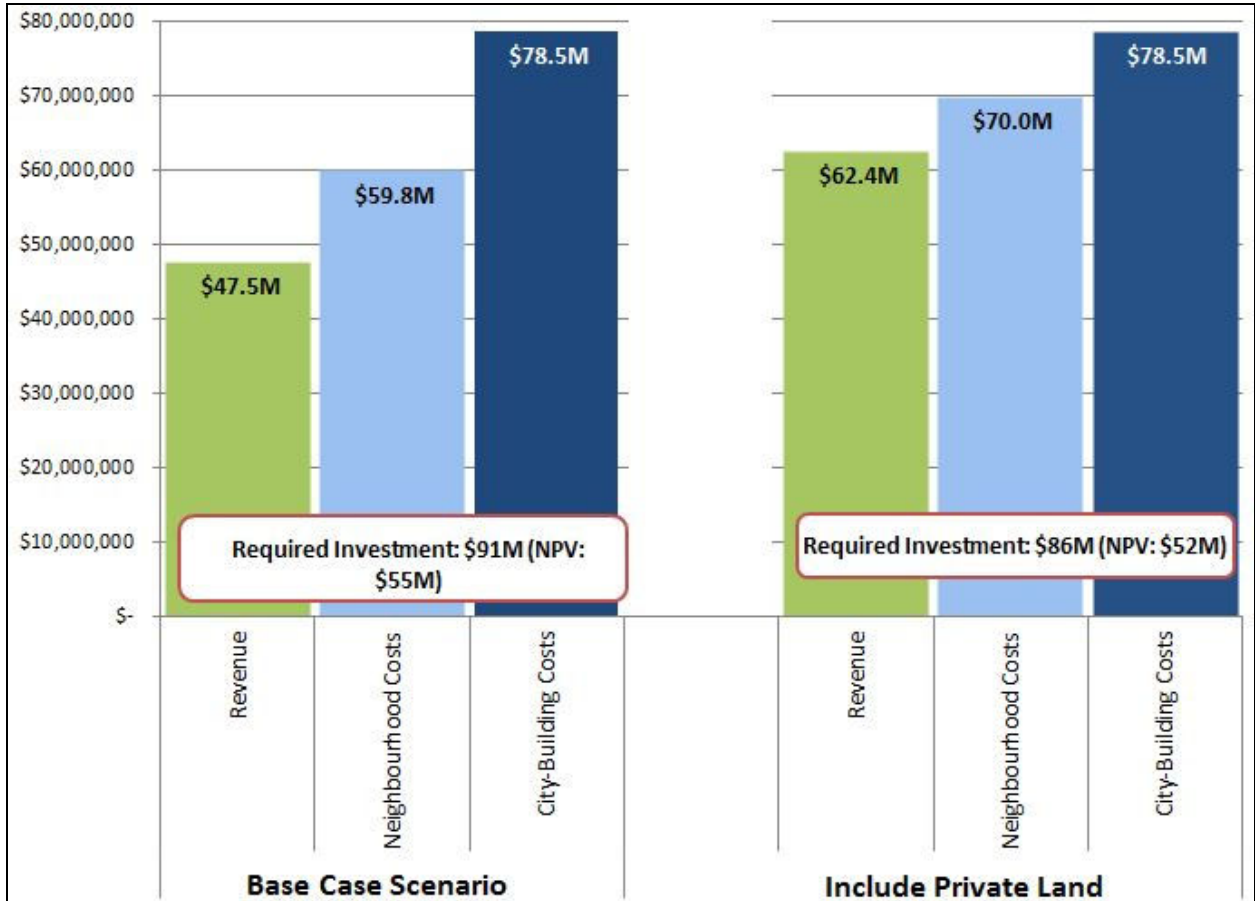 $80,000,000
$70,000,000
$60,000,000
$50,000,000
$40,000,000
$30,000,000
$20,000,000
$10,000,000
$-
$47.5M
$59.8M
$78.5M
$62.4M
$70.0M
$78.5M
Required Investment: $91M (NPV:
$55M)
Required Investment: $86M (NPV: $52M)
Revenue
Neighbourhood Costs
City-Building Costs
Revenue
Neighbourhood Costs
City-Building Costs
Base Case Scenario
Include Private Land